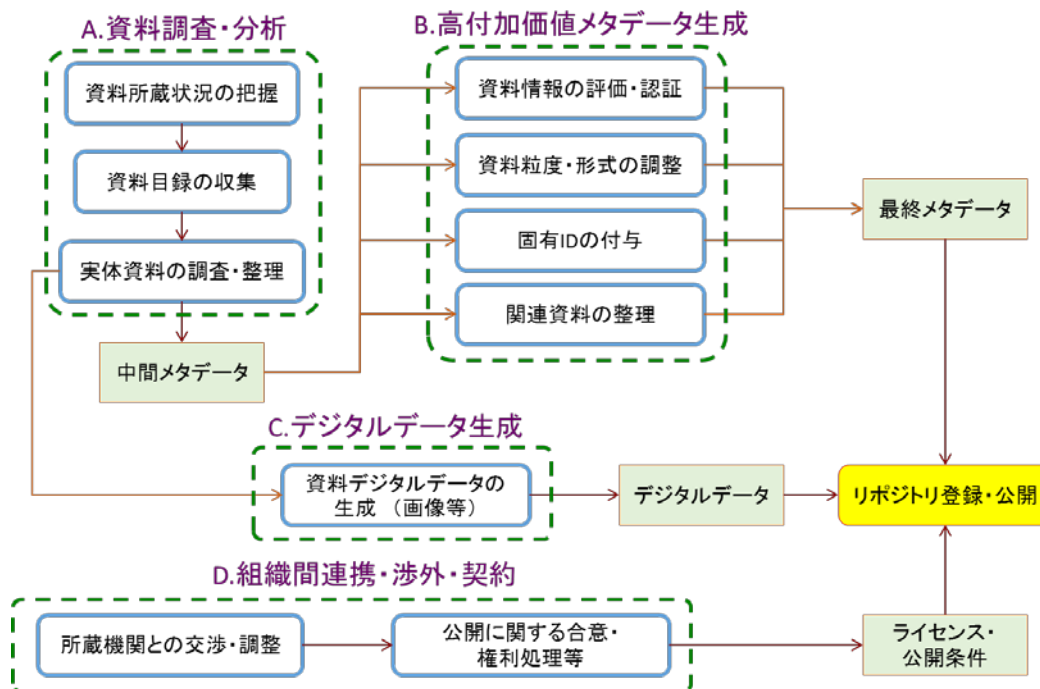 A.資料調査・分析
資料所蔵状況の把握
資料目録の収集
実体資料の調査・整理
中間メタデータ
B.高付加価値メタデータ生成
資料情報の評価・認証
資料粒度・形式の調整
固有IDの付与
関連資料の整理
最終メタデータ
C.デジタルデータ生成
資料デジタルデータの
生成 （画像等）
デジタルデータ
リポジトリ登録・公開
D.組織間連携・渉外・契約
所蔵機関との交渉・調整
公開に関する合意・
権利処理等
ライセンス・
公開条件